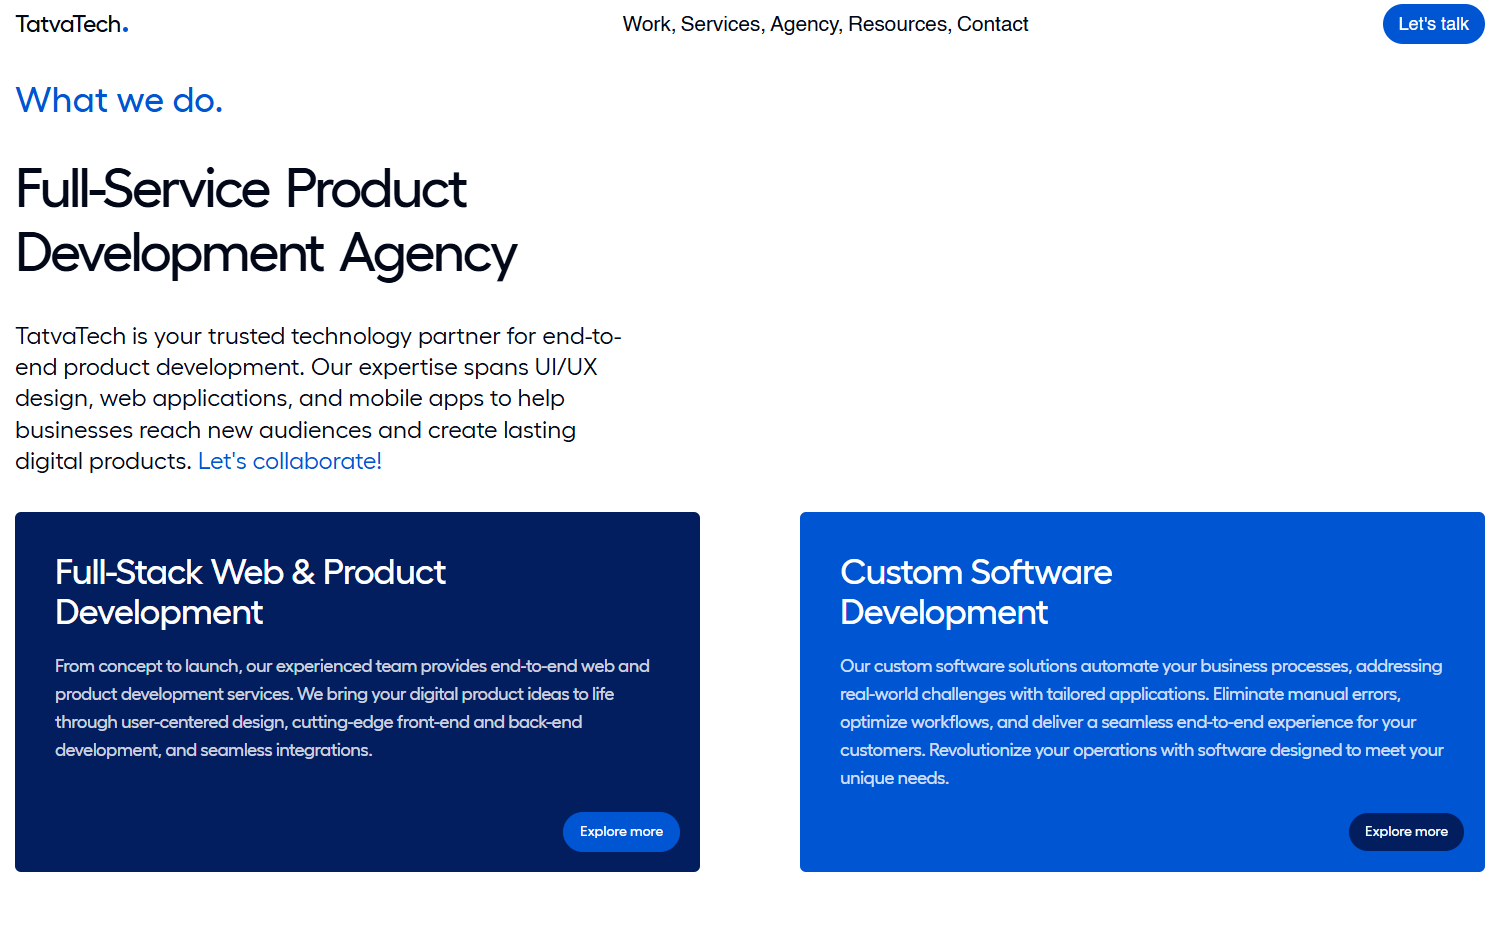 TatvaTech.
Work, Services, Agency, Resources, Contact
Let's talk
What we do.
Full-Service Product
Development Agency
TatvaTech is your trusted technology partner for end-to-
end product development. Our expertise spans UI/UX
design, web applications, and mobile apps to help
businesses reach new audiences and create lasting
digital products. Let's collaborate!
Full-Stack Web & Product
Development
From concept to launch, our experienced team provides end-to-end web and
product development services. We bring your digital product ideas to life
through user-centered design, cutting-edge front-end and back-end
development, and seamless integrations.
Explore more
Custom Software
Development
Our custom software solutions automate your business processes, addressing
real-world challenges with tailored applications. Eliminate manual errors,
optimize workflows, and deliver a seamless end-to-end experience for your
customers. Revolutionize your operations with software designed to meet your
unique needs.
Explore more